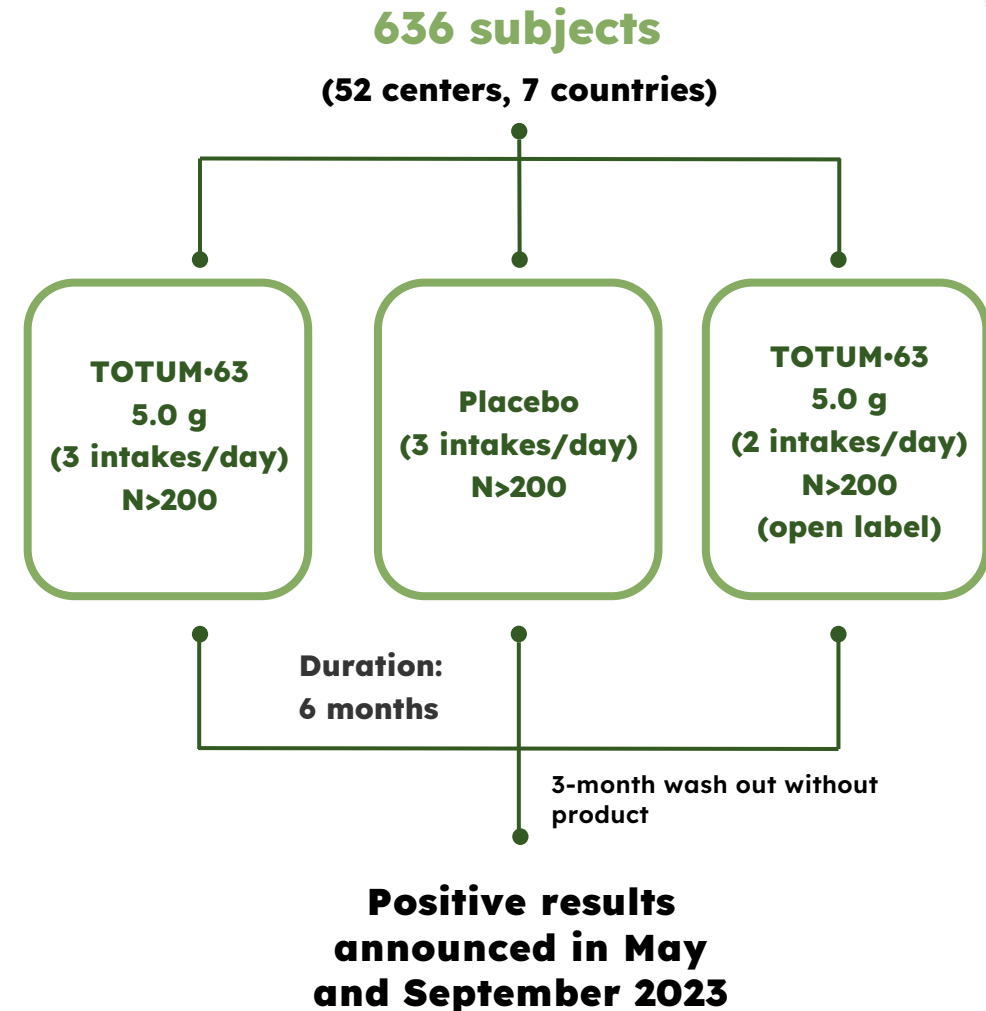 636 subjects
(52 centers, 7 countries)
TOTUM•63
5.0 g
(3 intakes/day)
N>200
Placebo
(3 intakes/day)
N>200
TOTUM•63
5.0 g
(2 intakes/day)
N>200
(open label)
Duration:
6 months
3-month wash out without
product
Positive results
announced in May
and September 2023